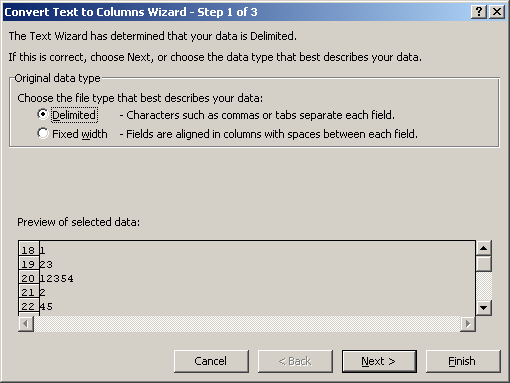 Convert Text to Columns Wizard - Step 1 of 3
The Text Wizard has determined that your data is Delimited.
If this is correct, choose Next, or choose the data type that best describes your data.
Original data type
Choose the file type that best describes your data:
Delimited - Characters such as commas or tabs separate each field.
Fixed width - Fields are aligned in columns with spaces between each field.
Preview of selected data:
18 1
19 23
20 12354
21 2
22 45
Cancel < Back Next > Finish